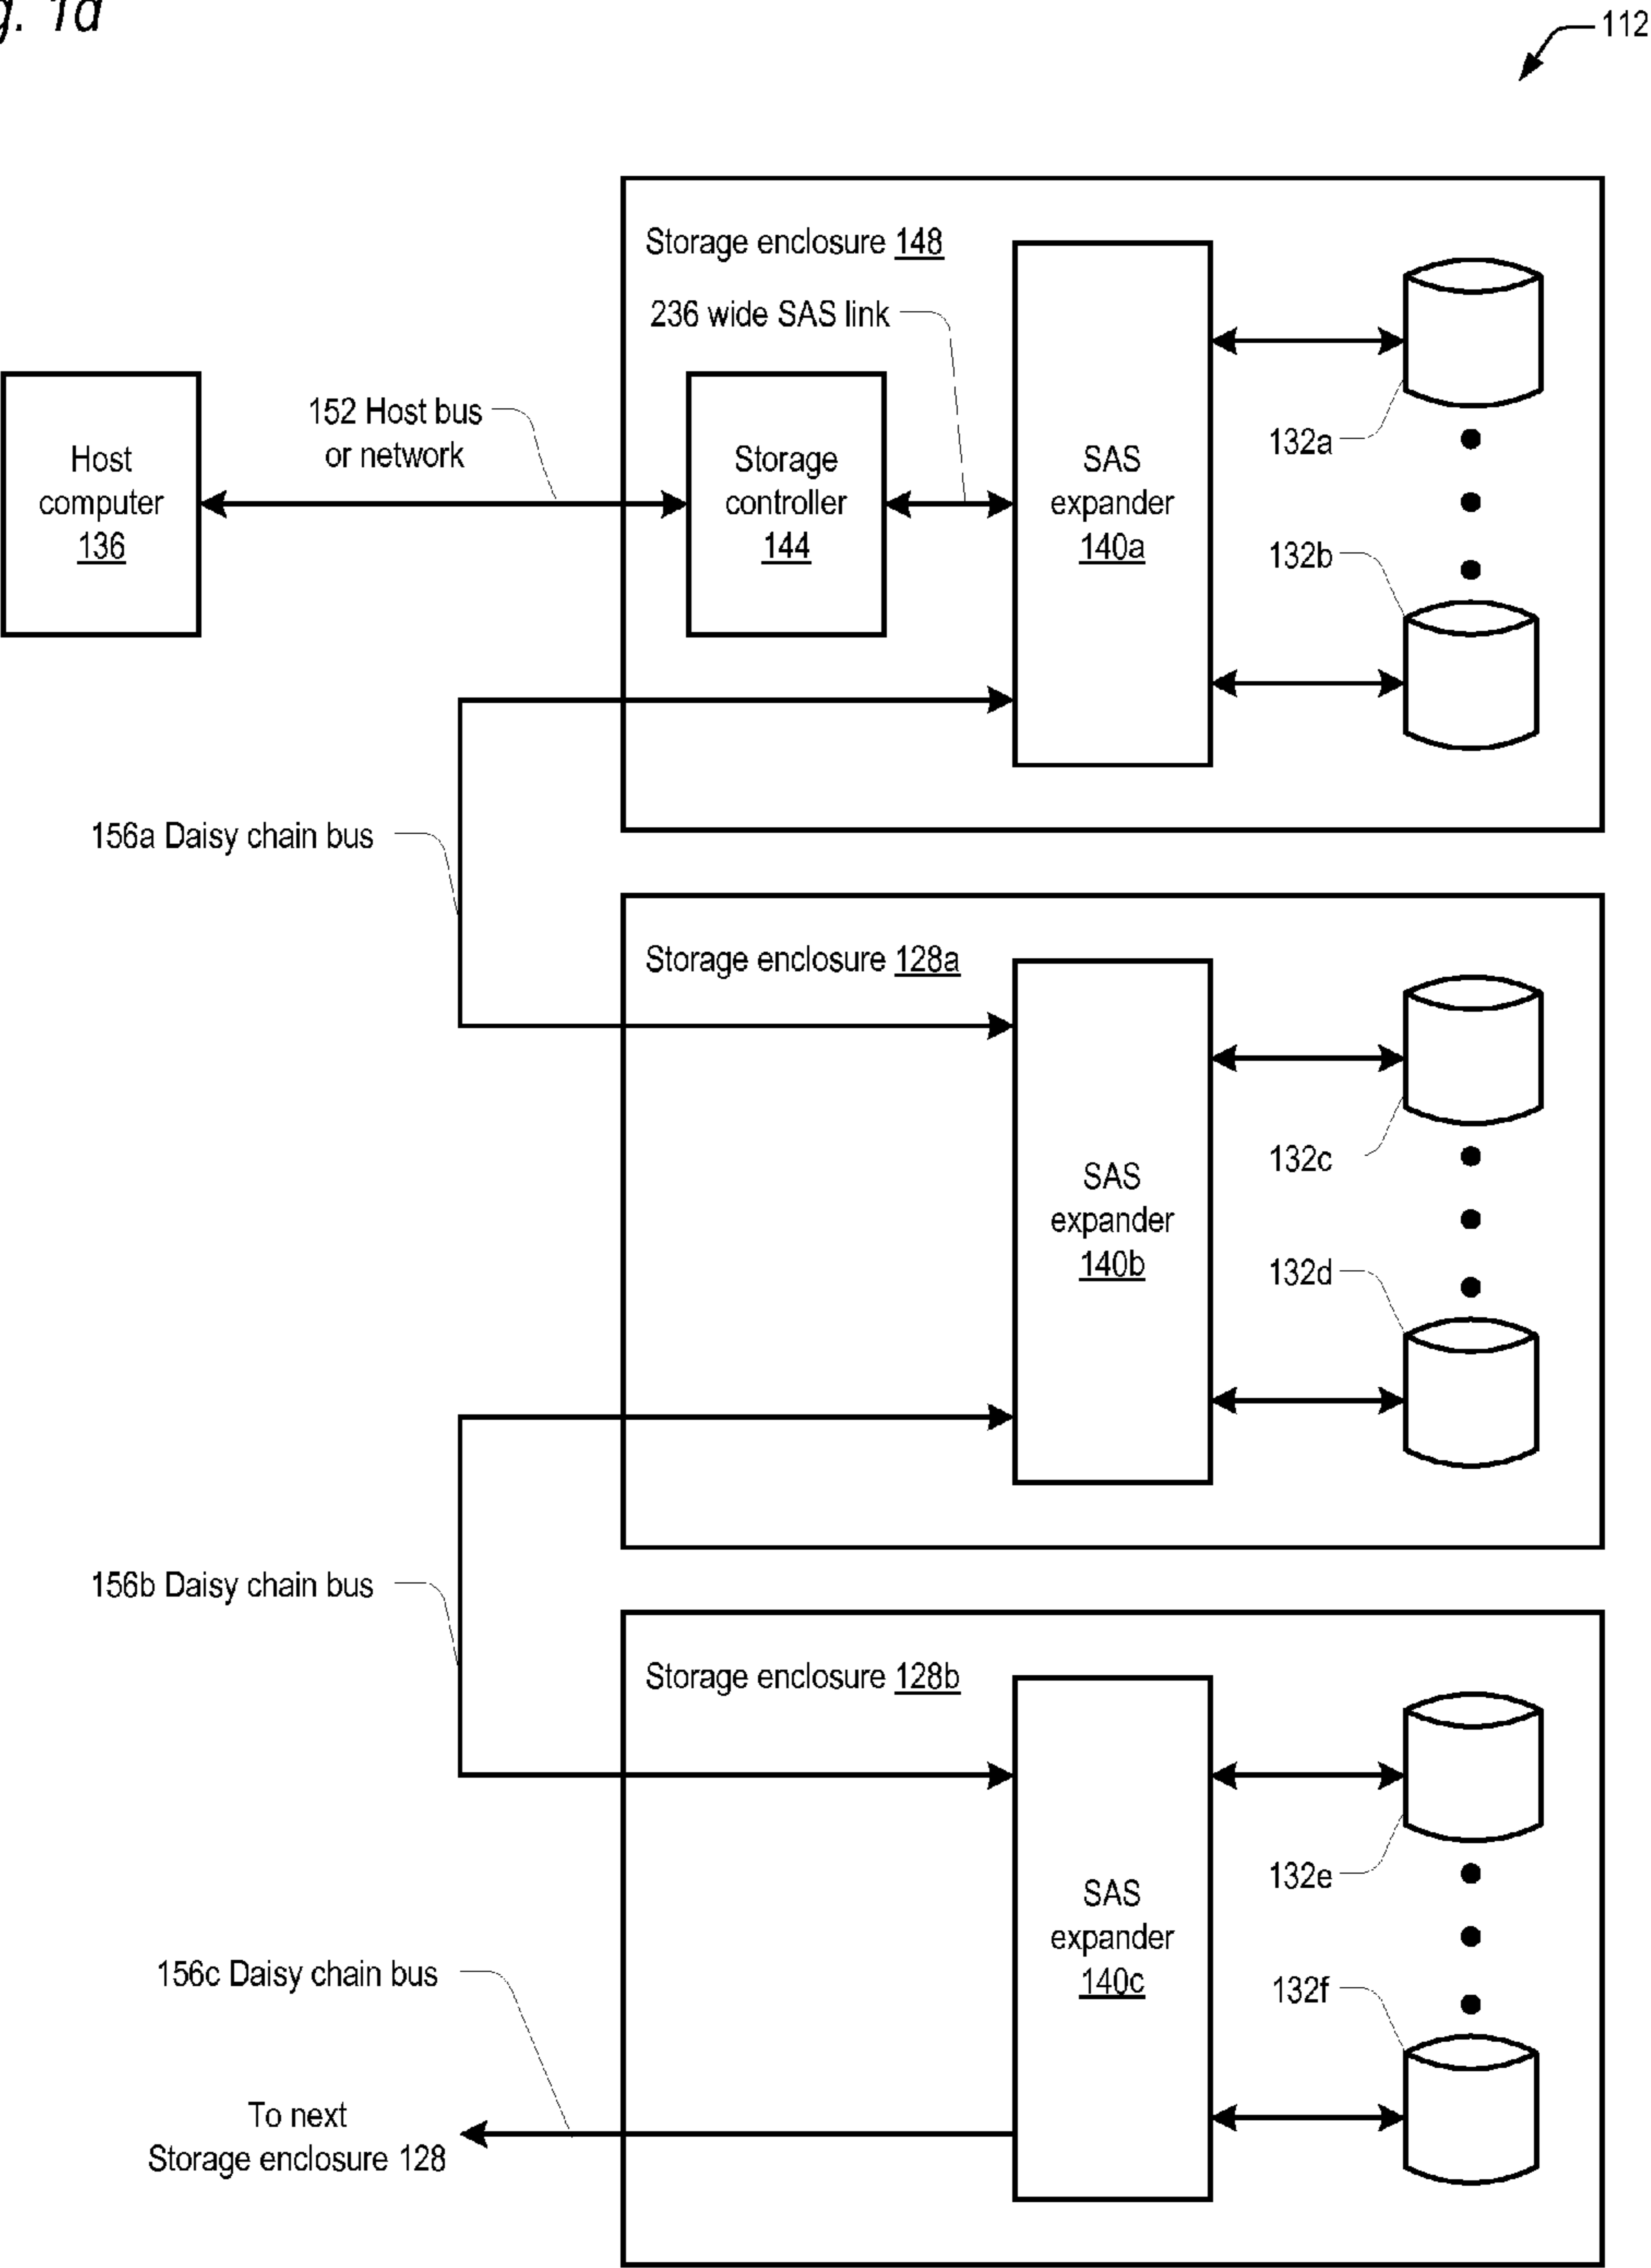 g. 1d
112
Storage enclosure 148
236 wide SAS link
152 Host bus
or network
Host
computer
136
Storage
controller
144
SAS
expander
140a
132a
132b
156a Daisy chain bus
Storage enclosure 128a
SAS
expander
140b
132c
132d
156b Daisy chain bus
Storage enclosure 128b
SAS
expander
140c
132e
132f
156c Daisy chain bus
To next
Storage enclosure 128